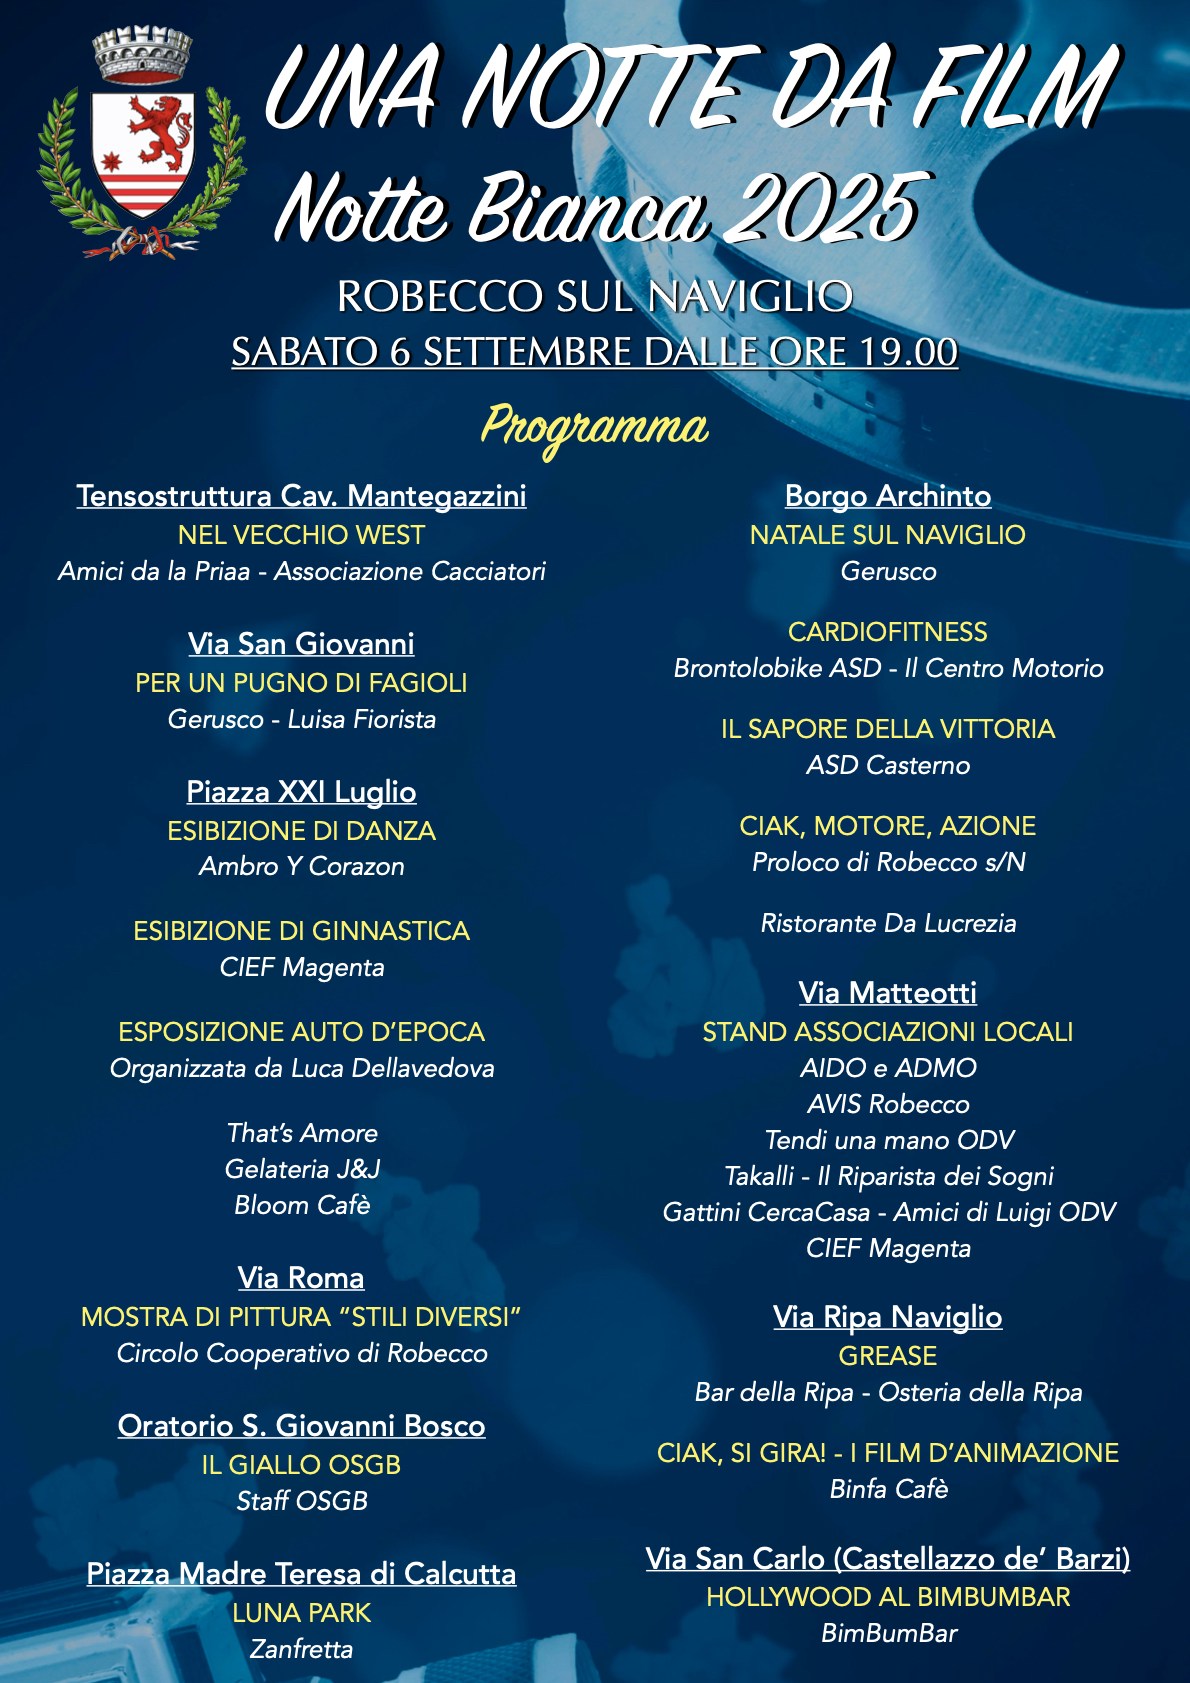 UNA NOTTE DA FILM
Notte Bianca 2025
ROBECCO SUL NAVIGLIO
SABATO 6 SETTEMBRE DALLE ORE 19.00
Programma
Tensostruttura Cav. Mantegazzini
NEL VECCHIO WEST
Amici da la Priaa - Associazione Cacciatori
Via San Giovanni
PER UN PUGNO DI FAGIOLI
Gerusco - Luisa Fiorista
Piazza XXI Luglio
ESIBIZIONE DI DANZA
Ambro Y Corazon
ESIBIZIONE DI GINNASTICA
CIEF Magenta
ESPOSIZIONE AUTO D’EPOCA
Organizzata da Luca Dellavedova
That’s Amore
Gelateria J&J
Bloom Cafè
Via Roma
MOSTRA DI PITTURA “STILI DIVERSI”
Circolo Cooperativo di Robecco
Oratorio S. Giovanni Bosco
IL GIALLO OSGB
Staff OSGB
Piazza Madre Teresa di Calcutta
LUNA PARK
Zanfretta
Borgo Archinto
NATALE SUL NAVIGLIO
Gerusco
CARDIOFITNESS
Brontolobike ASD - Il Centro Motorio
IL SAPORE DELLA VITTORIA
ASD Casterno
CIAK, MOTORE, AZIONE
Proloco di Robecco s/N
Ristorante Da Lucrezia
Via Matteotti
STAND ASSOCIAZIONI LOCALI
AIDO e ADMO
AVIS Robecco
Tendi una mano ODV
Takalli - Il Riparista dei Sogni
Gattini CercaCasa - Amici di Luigi ODV
CIEF Magenta
Via Ripa Naviglio
GREASE
Bar della Ripa - Osteria della Ripa
CIAK, SI GIRA! - I FILM D’ANIMAZIONE
Binfa Cafè
Via San Carlo (Castellazzo de’ Barzi)
HOLLYWOOD AL BIMBUMBAR
BimBumBar